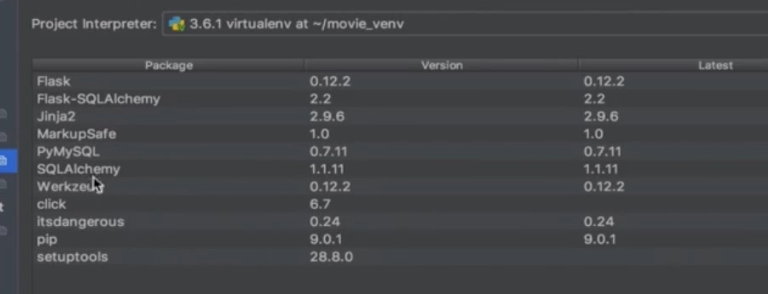 Project Interpreter: 3.6.1 virtualenv at ~/movie_venv
Package Version Latest
Flask 0.12.2 0.12.2
Flask-SQLAlchemy 2.2 2.2
Jinja2 2.9.6 2.9.6
MarkupSafe 1.0 1.0
PyMySQL 0.7.11 0.7.11
SQLAlchemy 1.1.11 1.1.11
0.12.2 0.12.2
click 6.7
itsdangerous 0.24 0.24
pip 9.0.1 9.0.1
setuptools 28.8.0
t